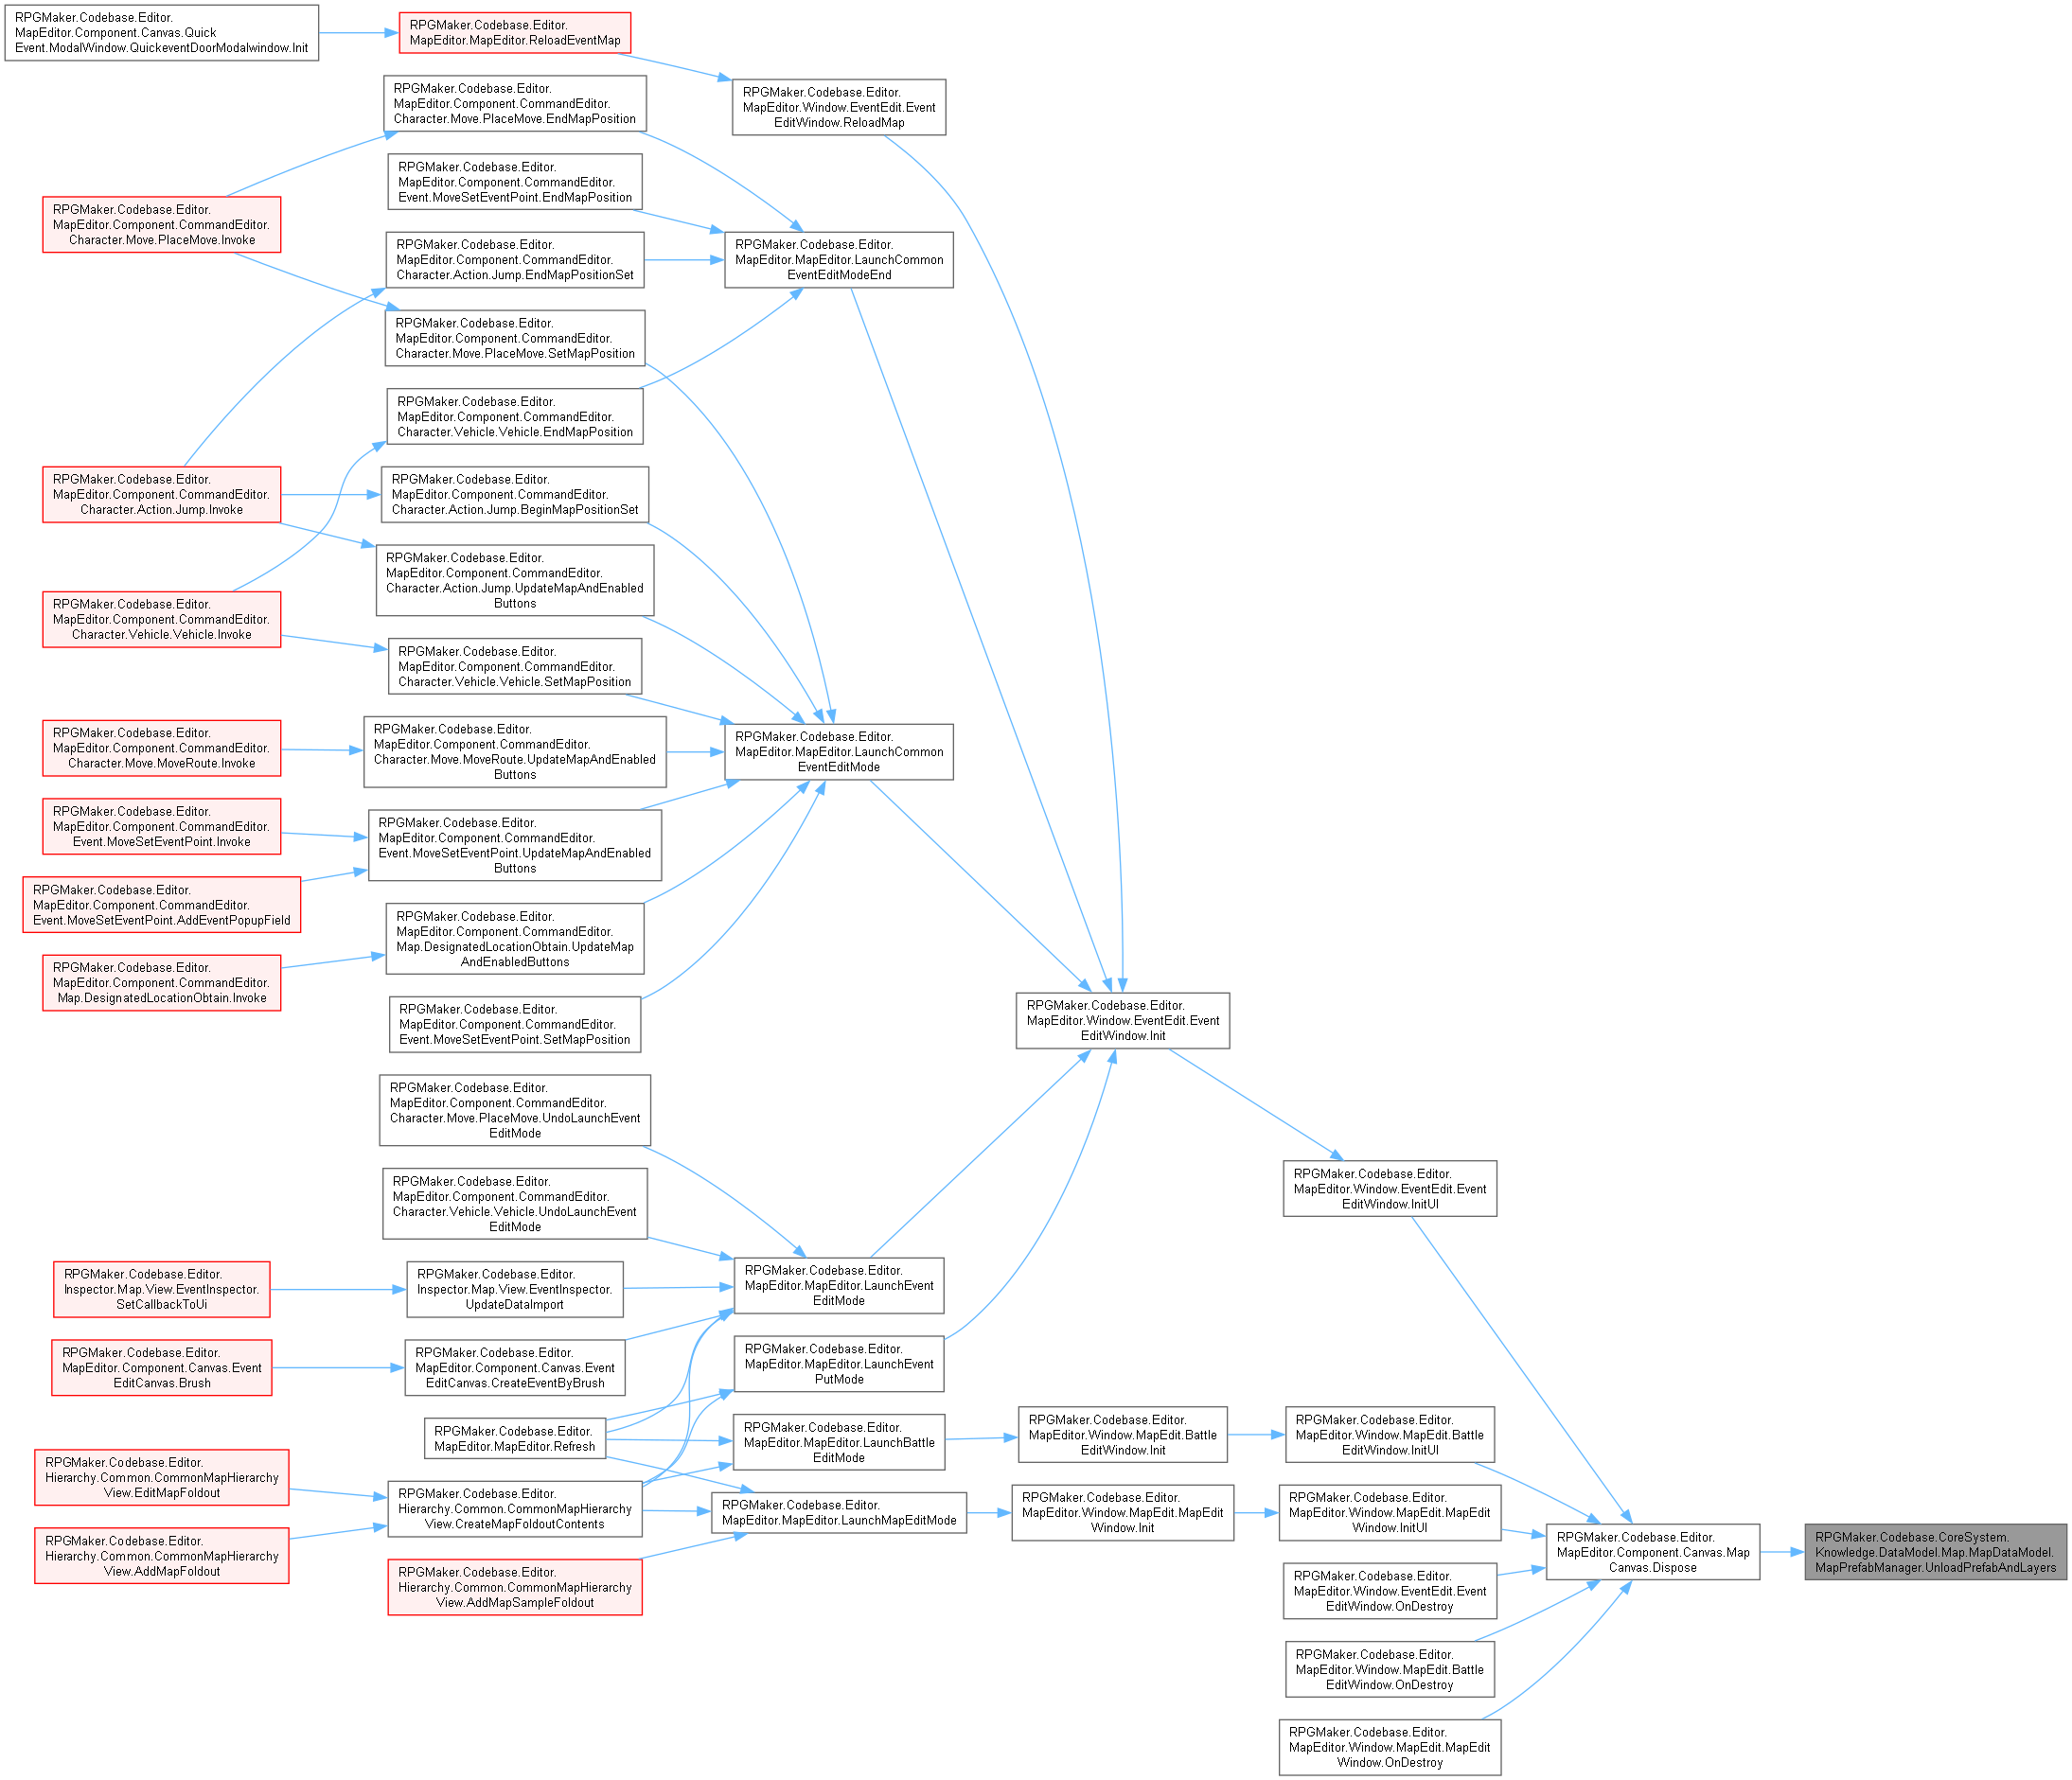 RPGMaker.Codebase.Editor.
MapEditor.Component.Canvas.Quick
Event.ModalWindow.QuickeventDoorModalwindow.Init
RPGMaker.Codebase.Editor.
MapEditor.MapEditor.ReloadEventMap
RPGMaker.Codebase.Editor.
MapEditor.Window.EventEdit.Event
EditWindow.ReloadMap
RPGMaker.Codebase.Editor.
MapEditor.Component.CommandEditor.
Character.Move.PlaceMove.EndMapPosition
RPGMaker.Codebase.Editor.
MapEditor.Component.CommandEditor.
Event.MoveSetEventPoint.EndMapPosition
RPGMaker.Codebase.Editor.
MapEditor.Component.CommandEditor.
Character.Move.PlaceMove.Invoke
RPGMaker.Codebase.Editor.
MapEditor.Component.CommandEditor.
Character.Action.Jump.EndMapPositionSet
RPGMaker.Codebase.Editor.
MapEditor.MapEditor.LaunchCommon
EventEditModeEnd
RPGMaker.Codebase.Editor.
MapEditor.Component.CommandEditor.
Character.Move.PlaceMove.SetMapPosition
RPGMaker.Codebase.Editor.
MapEditor.Component.CommandEditor.
Character.Vehicle.Vehicle.EndMapPosition
RPGMaker.Codebase.Editor.
MapEditor.Component.CommandEditor.
Character.Action.Jump.Invoke
RPGMaker.Codebase.Editor.
MapEditor.Component.CommandEditor.
Character.Action.Jump.BeginMapPositionSet
RPGMaker.Codebase.Editor.
MapEditor.Component.CommandEditor.
Character.Action.Jump.UpdateMapAndEnabled
Buttons
RPGMaker.Codebase.Editor.
MapEditor.Component.CommandEditor.
Character.Vehicle.Vehicle.Invoke
RPGMaker.Codebase.Editor.
MapEditor.Component.CommandEditor.
Character.Vehicle.Vehicle.SetMapPosition
RPGMaker.Codebase.Editor.
MapEditor.Component.CommandEditor.
Character.Move.MoveRoute.Invoke
RPGMaker.Codebase.Editor.
MapEditor.Component.CommandEditor.
Character.Move.MoveRoute.UpdateMapAndEnabled
Buttons
RPGMaker.Codebase.Editor.
MapEditor.MapEditor.LaunchCommon
EventEditMode
RPGMaker.Codebase.Editor.
MapEditor.Component.CommandEditor.
Event.MoveSetEventPoint.Invoke
RPGMaker.Codebase.Editor.
MapEditor.Component.CommandEditor.
Event.MoveSetEventPoint.UpdateMapAndEnabled
Buttons
RPGMaker.Codebase.Editor.
MapEditor.Component.CommandEditor.
Event.MoveSetEventPoint.AddEventPopupField
RPGMaker.Codebase.Editor.
MapEditor.Component.CommandEditor.
Map.DesignatedLocationObtain.UpdateMap
AndEnabledButtons
RPGMaker.Codebase.Editor.
MapEditor.Component.CommandEditor.
Map.DesignatedLocationObtain.Invoke
RPGMaker.Codebase.Editor.
MapEditor.Component.CommandEditor.
Event.MoveSetEventPoint.SetMapPosition
RPGMaker.Codebase.Editor.
MapEditor.Window.EventEdit.Event
EditWindow.Init
RPGMaker.Codebase.Editor.
MapEditor.Component.CommandEditor.
Character.Move.PlaceMove.UndoLaunchEvent
EditMode
RPGMaker.Codebase.Editor.
MapEditor.Component.CommandEditor.
Character.Vehicle.Vehicle.UndoLaunchEvent
EditMode
RPGMaker.Codebase.Editor.
MapEditor.Window.EventEdit.Event
EditWindow.InitUI
RPGMaker.Codebase.Editor.
Inspector.Map.View.EventInspector.
SetCallbackToUi
RPGMaker.Codebase.Editor.
Inspector.Map.View.EventInspector.
UpdateDataImport
RPGMaker.Codebase.Editor.
MapEditor.MapEditor.LaunchEvent
EditMode
RPGMaker.Codebase.Editor.
MapEditor.Component.Canvas.Event
EditCanvas.Brush
RPGMaker.Codebase.Editor.
MapEditor.Component.Canvas.Event
EditCanvas.CreateEventByBrush
RPGMaker.Codebase.Editor.
MapEditor.MapEditor.LaunchEvent
PutMode
RPGMaker.Codebase.Editor.
MapEditor.MapEditor.Refresh
RPGMaker.Codebase.Editor.
MapEditor.MapEditor.LaunchBattle
EditMode
RPGMaker.Codebase.Editor.
MapEditor.Window.MapEdit.Battle
EditWindow.Init
RPGMaker.Codebase.Editor.
MapEditor.Window.MapEdit.Battle
EditWindow.InitUI
RPGMaker.Codebase.Editor.
Hierarchy.Common.CommonMapHierarchy
View.EditMapFoldout
RPGMaker.Codebase.Editor.
Hierarchy.Common.CommonMapHierarchy
View.CreateMapFoldoutContents
RPGMaker.Codebase.Editor.
MapEditor.MapEditor.LaunchMapEditMode
RPGMaker.Codebase.Editor.
MapEditor.Window.MapEdit.MapEdit
Window.Init
RPGMaker.Codebase.Editor.
MapEditor.Window.MapEdit.MapEdit
Window.InitUI
RPGMaker.Codebase.Editor.
Hierarchy.Common.CommonMapHierarchy
View.AddMapFoldout
RPGMaker.Codebase.Editor.
Hierarchy.Common.CommonMapHierarchy
View.AddMapSampleFoldout
RPGMaker.Codebase.Editor.
MapEditor.Component.Canvas.Map
Canvas.Dispose
RPGMaker.Codebase.CoreSystem.
Knowledge.DataModel.Map.MapDataModel.
MapPrefabManager.UnloadPrefabAndLayers
RPGMaker.Codebase.Editor.
MapEditor.Window.EventEdit.Event
EditWindow.OnDestroy
RPGMaker.Codebase.Editor.
MapEditor.Window.MapEdit.Battle
EditWindow.OnDestroy
RPGMaker.Codebase.Editor.
MapEditor.Window.MapEdit.MapEdit
Window.OnDestroy